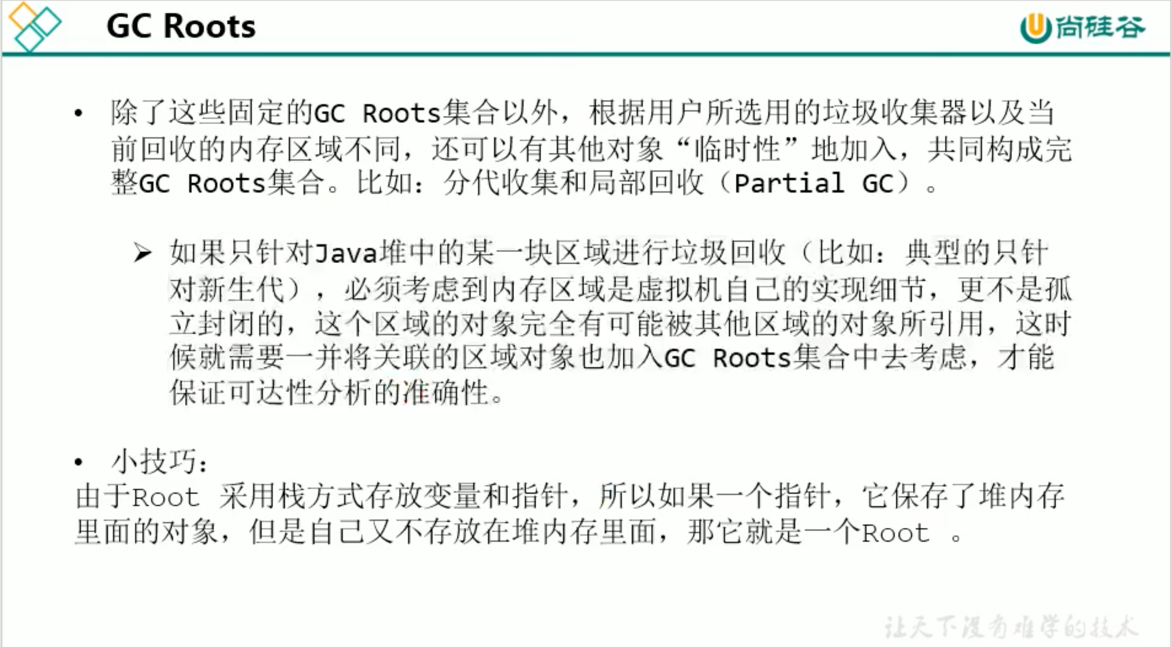 GC Roots
尚硅谷
• 除了这些固定的GC Roots集合以外，根据用户所选用的垃圾收集器以及当
前回收的内存区域不同，还可以有其他对象“临时性”地加入，共同构成完
整GC Roots集合。比如：分代收集和局部回收（Partial GC）。
➢ 如果只针对Java堆中的某一块区域进行垃圾回收（比如：典型的只针
对新生代），必须考虑到内存区域是虚拟机自己的实现细节，更不是孤
立封闭的，这个区域的对象完全有可能被其他区域的对象所引用，这时
候就需要一并将关联的区域对象也加入GC Roots集合中去考虑，才能
保证可达性分析的准确性。
• 小技巧：
由于Root 采用栈方式存放变量和指针，所以如果一个指针，它保存了堆内存
里面的对象，但是自己又不存放在堆内存里面，那它就是一个Root 。
让天下没有难学的技术